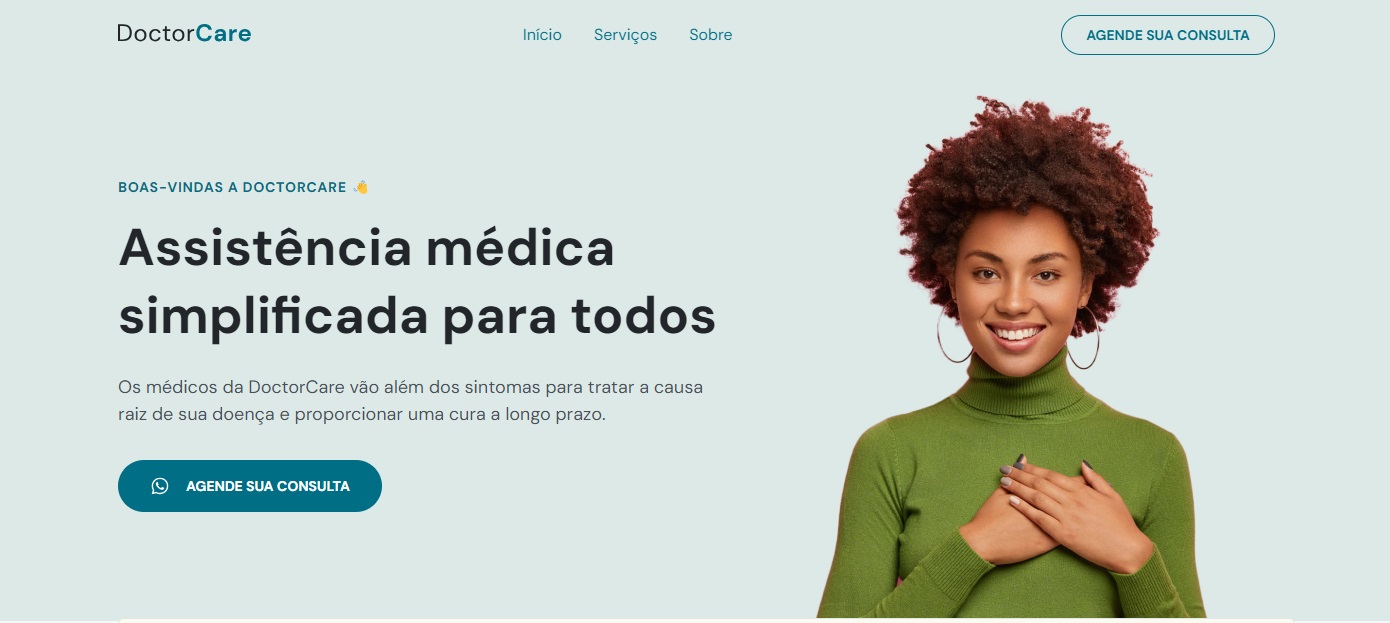 DoctorCare
Início Serviços Sobre
AGENDE SUA CONSULTA
BOAS-VINDAS A DOCTORCARE 👋
Assistência médica
simplificada para todos
Os médicos da DoctorCare vão além dos sintomas para tratar a causa
raiz de sua doença e proporcionar uma cura a longo prazo.
AGENDE SUA CONSULTA